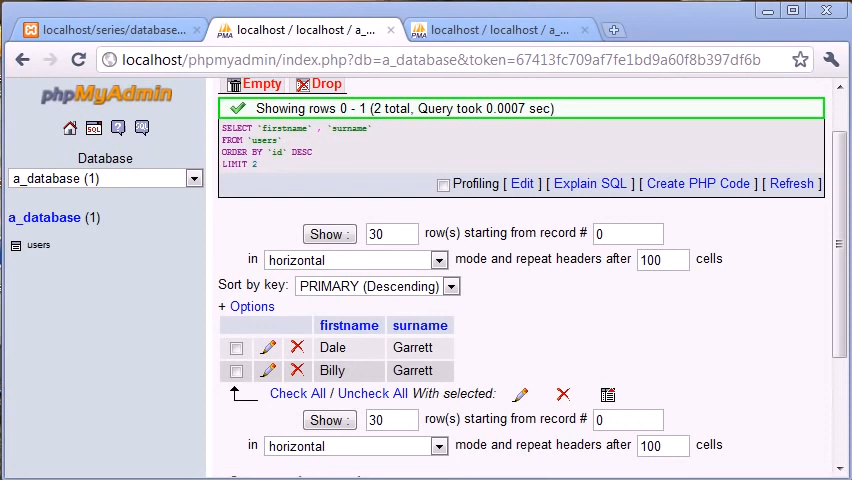 localhost/series/database... ×
PMA localhost / localhost / a_... ×
PMA localhost / localhost / a_... ×
localhost/phpmyadmin/index.php?db=a_database&token=67413fc709af7fe1bd9a60f8b397df6b
phpMyAdmin
SQL
Database
a_database (1)
a_database (1)
users
Empty Drop
Showing rows 0 - 1 (2 total, Query took 0.0007 sec)
SELECT `firstname` , `surname`
FROM `users`
ORDER BY `id` DESC
LIMIT 2
Profiling [ Edit ] [ Explain SQL ] [ Create PHP Code ] [ Refresh ]
Show : 30 row(s) starting from record # 0
in horizontal mode and repeat headers after 100 cells
Sort by key: PRIMARY (Descending)
+ Options
firstname surname
Dale Garrett
Billy Garrett
Check All / Uncheck All With selected:
Show : 30 row(s) starting from record # 0
in horizontal mode and repeat headers after 100 cells